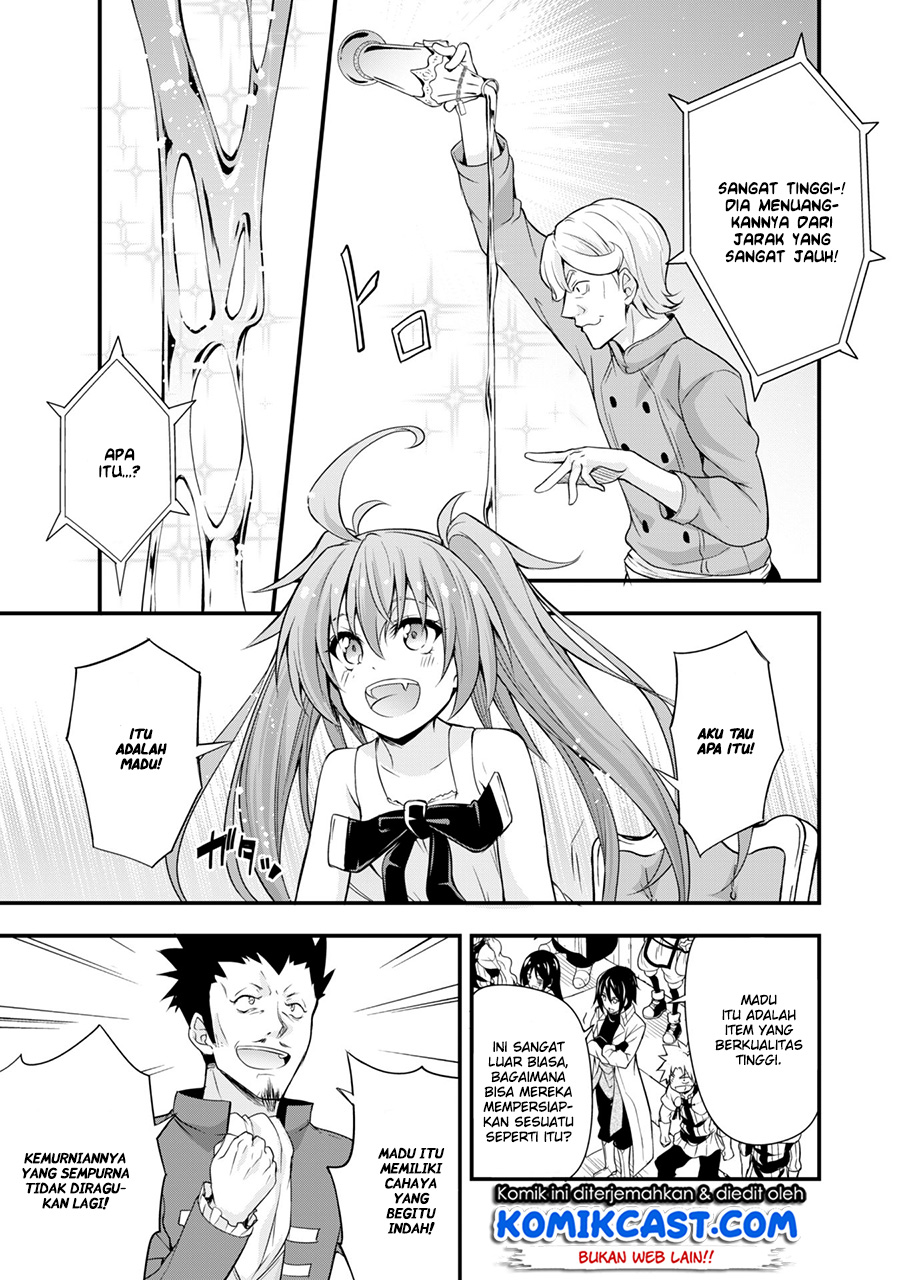 SANGAT TINGGI-!
DIA MENUANG-
KANNYA DARI
JARAK YANG
SANGAT JAUH!
ドロ
APA
ITU...?
AKU TAU
APA ITU!
ITU
ADALAH
MADU!
ガタッ
MADU
ITU ADALAH
ITEM YANG
BERKUALITAS
TINGGI.
INI SANGAT
LUAR BIASA,
BAGAIMANA
BISA MEREKA
MEMPERSIAP-
KAN SESUATU
SEPERTI ITU?
MADU ITU
MEMILIKI
CAHAYA
YANG
BEGITU
INDAH!
KEMURNIANNYA
YANG SEMPURNA
TIDAK DIRAGU-
KAN LAGI!
Komik ini diterjemahkan & diedit oleh
KOMIKCAST.COM
BUKAN WEB LAIN!!